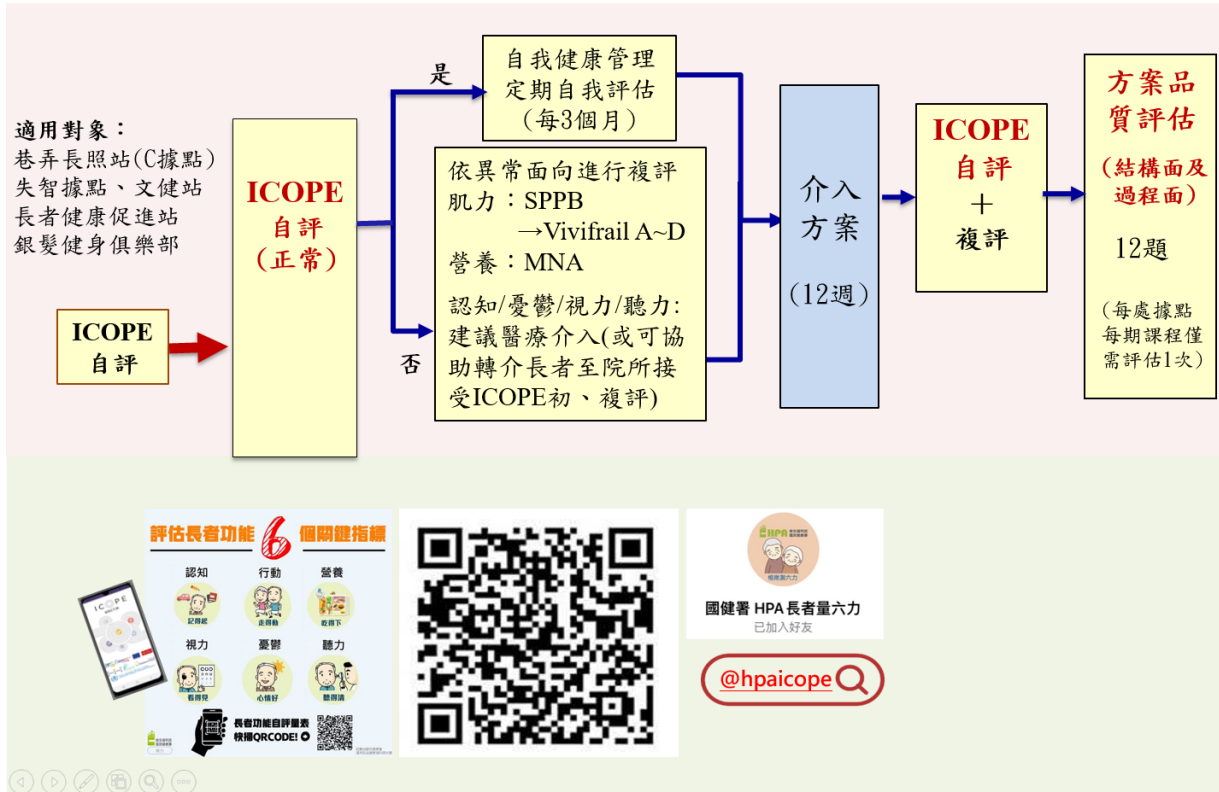 適用對象：
巷弄長照站(C據點)
失智據點、文健站
長者健康促進站
銀髮健身俱樂部
ICOPE
自評
ICOPE
自評
(正常)
是
自我健康管理
定期自我評估
(每3個月)
否
依異常面向進行複評
肌力：SPPB
→Vivifrail A~D
營養：MNA
認知/憂鬱/視力/聽力:
建議醫療介入(或可協
助轉介長者至院所接
受ICOPE初、複評)
介入
方案
(12週)
ICOPE
自評
＋
複評
方案品
質評估
(結構面及
過程面)
12題
(每處據點
每期課程僅
需評估1次)
ICOPE
評估長者功能6個關鍵指標
認知 行動 營養
記得起 走得動 吃得下
視力 憂鬱 聽力
看得見 心情好 聽得清
長者功能自評量表
快掃QRCODE!
HPA
國健署 HPA 長者量六力
已加入好友
@hpaicope